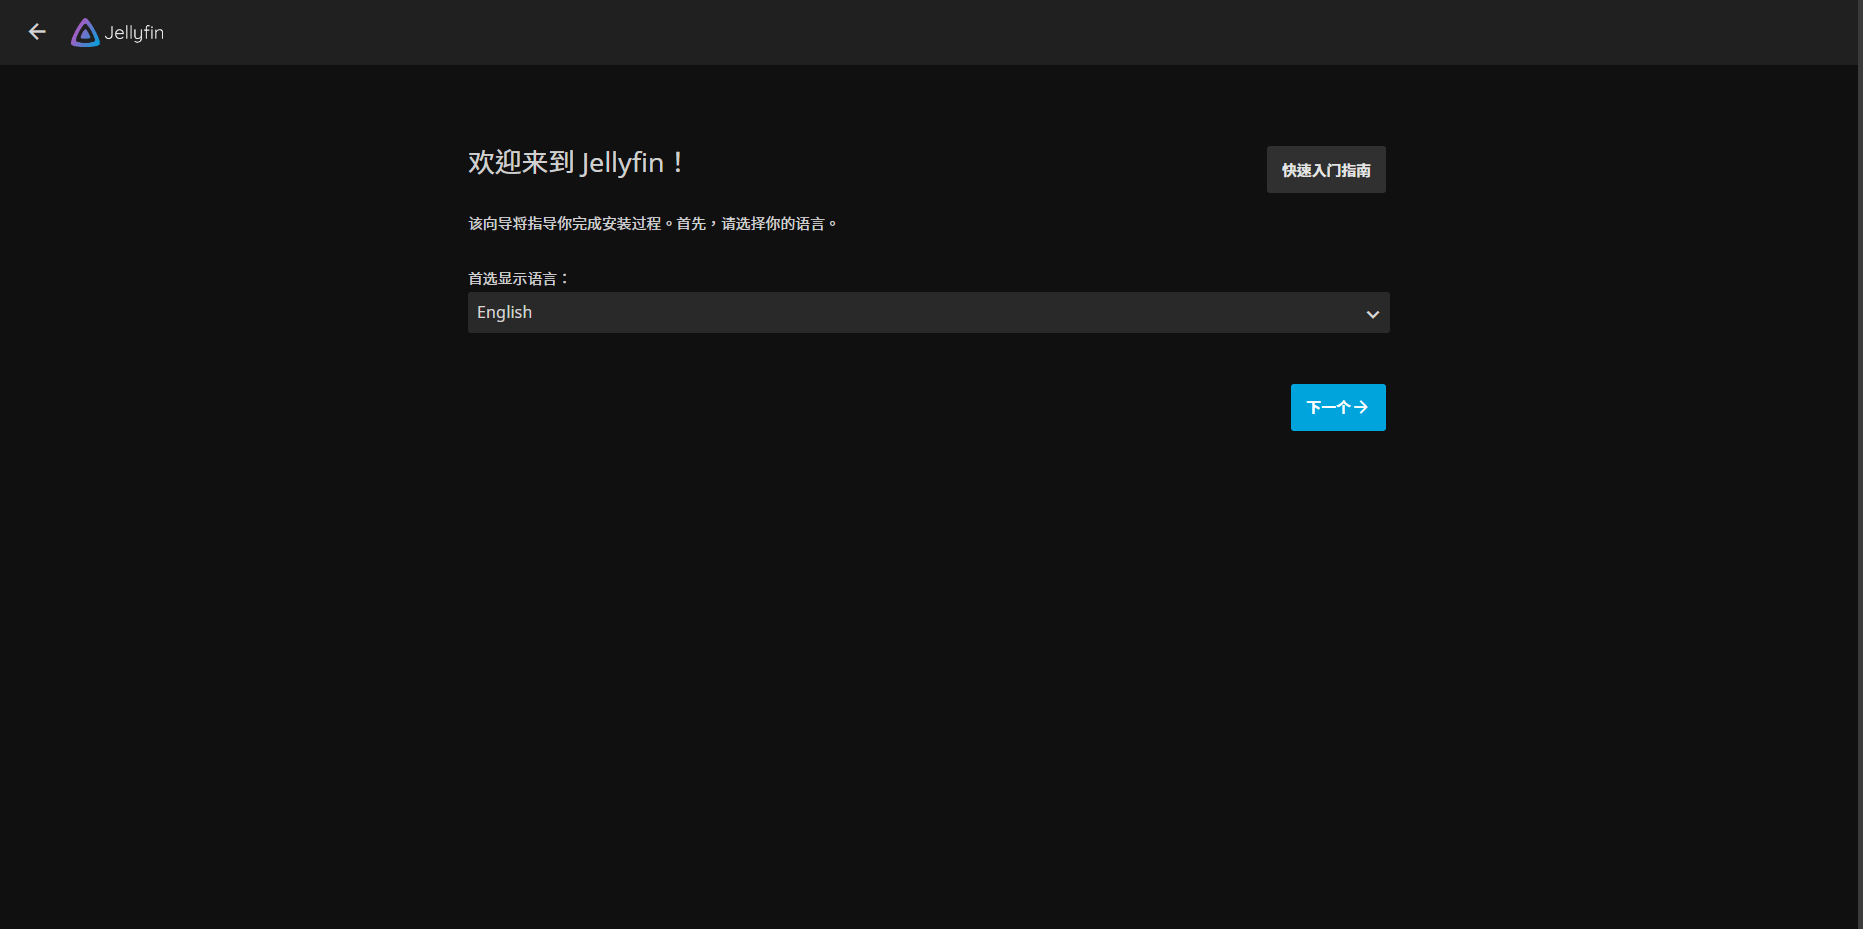 Jellyfin
欢迎来到 Jellyfin！
快速入门指南
该向导将指导你完成安装过程。首先，请选择你的语言。
首选显示语言：
English
下一个